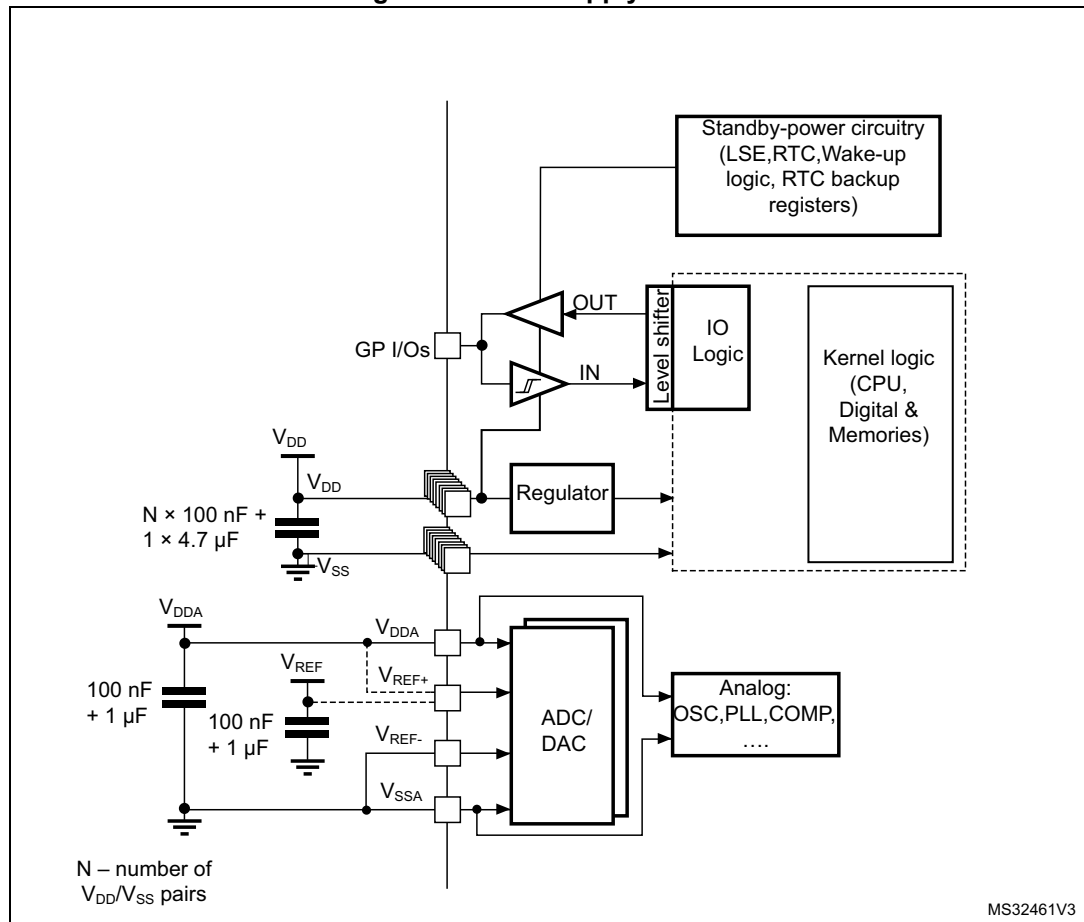 Standby-power circuitry
(LSE,RTC,Wake-up
logic, RTC backup
registers)
OUT
Level shifter
IO
Logic
GP I/Os
IN
Kernel logic
(CPU,
Digital &
Memories)
VDD
VDD
Regulator
N × 100 nF +
1 × 4.7 μF
VSS
VDDA
VDDA
VREF
VREF+
100 nF
+ 1 μF
100 nF
+ 1 μF
ADC/
DAC
Analog:
OSC,PLL,COMP,
....
VREF-
VSSA
N – number of
VDD/VSS pairs
MS32461V3